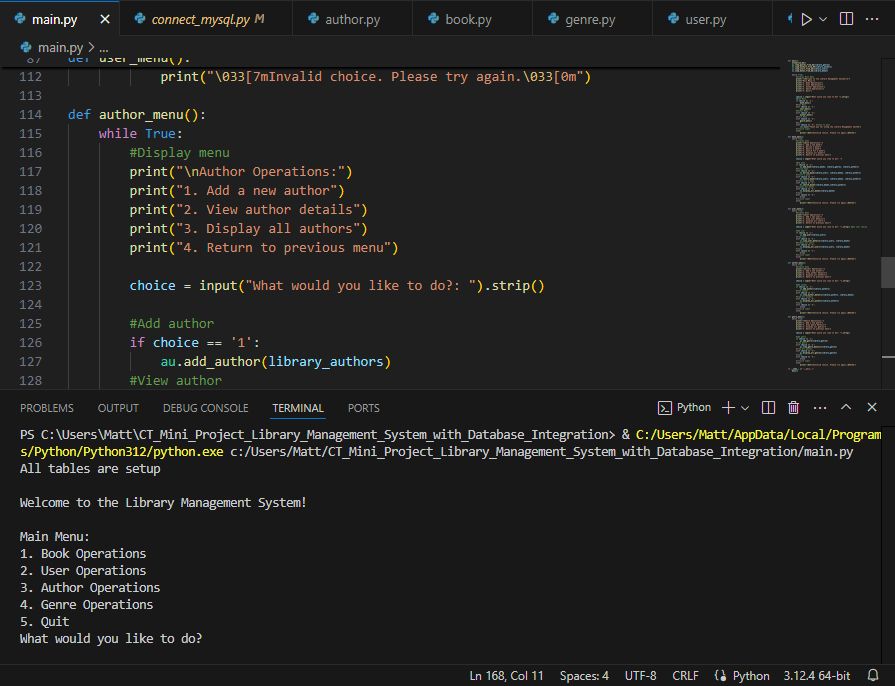 main.py
connect_mysql.py M
author.py
book.py
genre.py
user.py
main.py > ...
87 def user_menu():
112 print("\033[7mInvalid choice. Please try again.\033[0m")
113
114 def author_menu():
115 while True:
116 #Display menu
117 print("\nAuthor Operations:")
118 print("1. Add a new author")
119 print("2. View author details")
120 print("3. Display all authors")
121 print("4. Return to previous menu")
122
123 choice = input("What would you like to do?: ").strip()
124
125 #Add author
126 if choice == '1':
127 au.add_author(library_authors)
128 #View author
PROBLEMS OUTPUT DEBUG CONSOLE TERMINAL PORTS Python
PS C:\Users\Matt\CT_Mini_Project_Library_Management_System_with_Database_Integration> & C:/Users/Matt/AppData/Local/Program
s/Python/Python312/python.exe c:/Users/Matt/CT_Mini_Project_Library_Management_System_with_Database_Integration/main.py
All tables are setup
Welcome to the Library Management System!
Main Menu:
1. Book Operations
2. User Operations
3. Author Operations
4. Genre Operations
5. Quit
What would you like to do?
Ln 168, Col 11 Spaces: 4 UTF-8 CRLF Python 3.12.4 64-bit